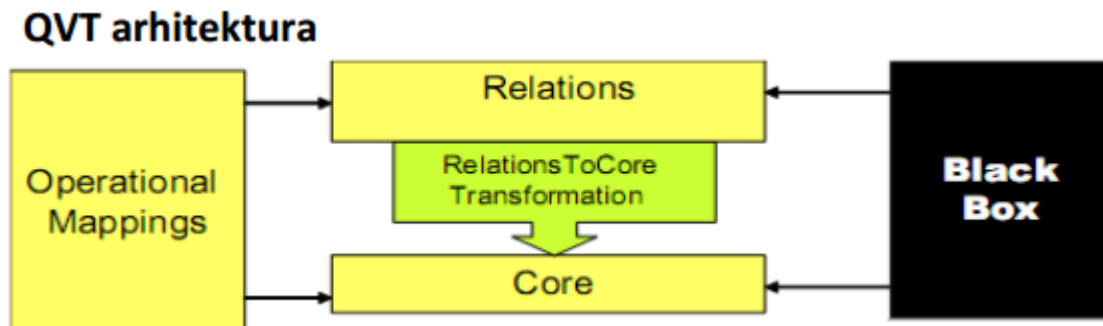 QVT arhitektura
Operational
Mappings
Relations
RelationsToCore
Transformation
Core
Black
Box